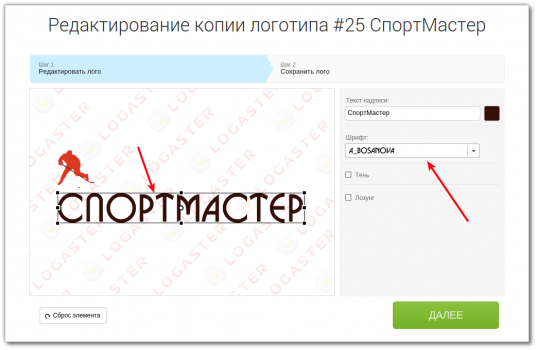 Редактирование копии логотипа #25 СпортМастер
Шаг 1
Редактировать лого
Шаг 2
Сохранить лого
LOGASTER
LOGASTER
LOGASTER
LOGASTER
LOGASTER
СПОРТМАСТЕР
Текст надписи:
СпортМастер
Шрифт:
A_BOSANOVA
Тень
Лозунг
Сброс элемента
ДАЛЕЕ